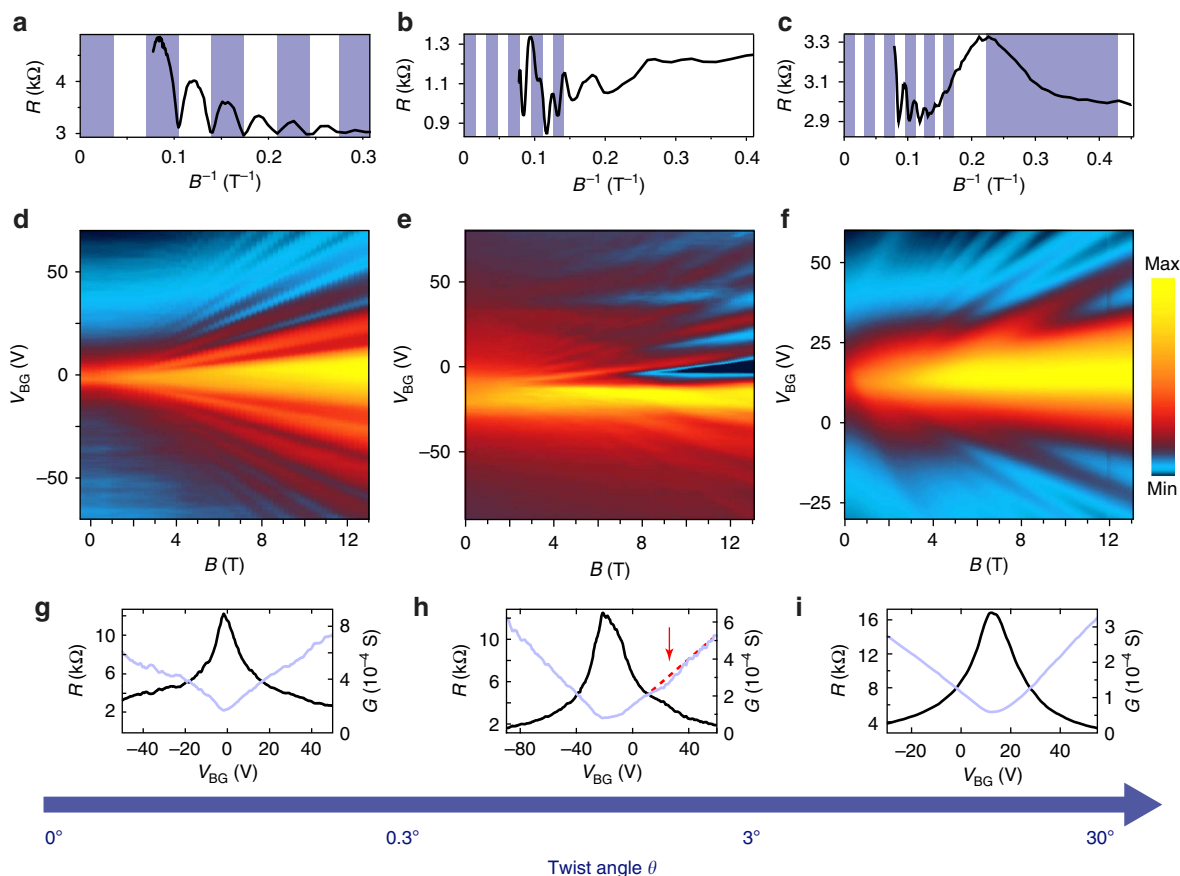 a
b
c
R (kΩ)
4
3
0
0.1
0.2
0.3
B⁻¹ (T⁻¹)
R (kΩ)
1.3
1.1
0.9
0
0.1
0.2
0.3
0.4
B⁻¹ (T⁻¹)
R (kΩ)
3.3
3.1
2.9
0
0.1
0.2
0.3
0.4
B⁻¹ (T⁻¹)
d
e
f
V_BG (V)
50
0
−50
0
4
8
12
B (T)
V_BG (V)
50
0
−50
0
4
8
12
B (T)
V_BG (V)
50
25
0
−25
0
4
8
12
B (T)
Max
Min
g
h
i
R (kΩ)
10
6
2
−40
−20
0
20
40
V_BG (V)
8
4
0
G (10⁻⁴ S)
R (kΩ)
10
6
2
−80
−40
0
40
V_BG (V)
6
4
2
0
G (10⁻⁴ S)
R (kΩ)
16
12
8
4
−20
0
20
40
V_BG (V)
3
2
1
0
G (10⁻⁴ S)
0°
0.3°
3°
30°
Twist angle θ